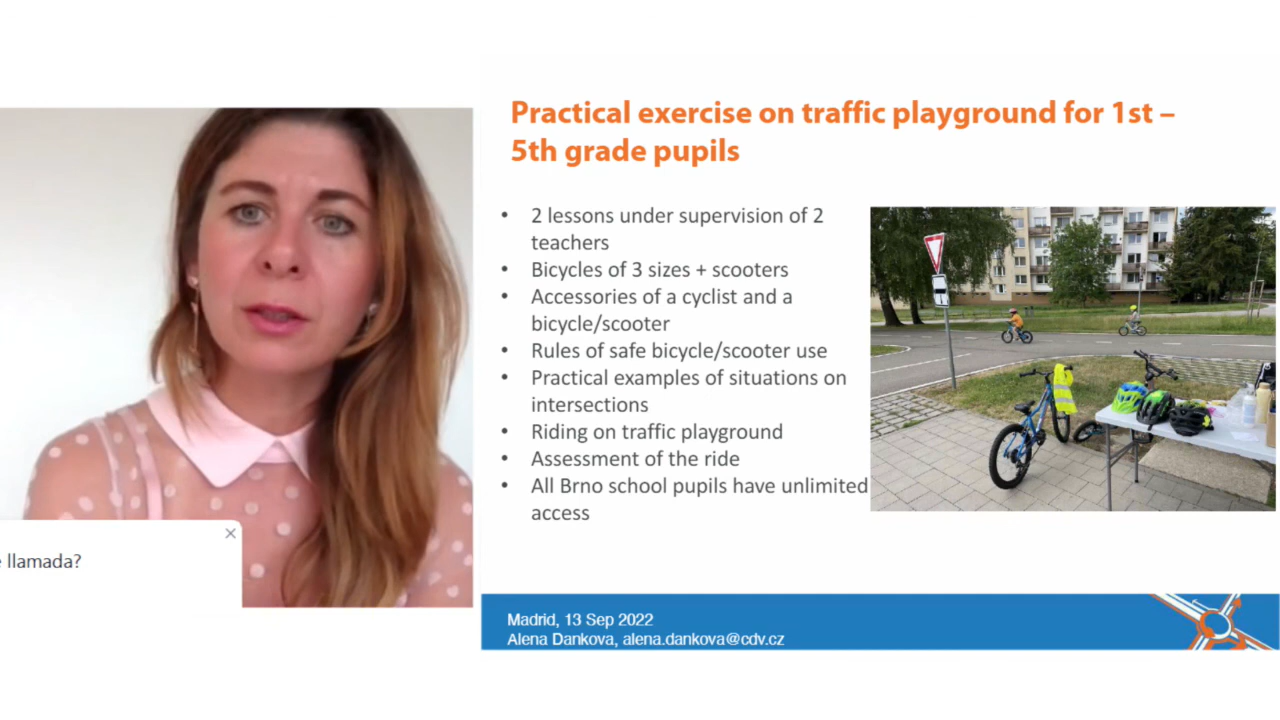 Practical exercise on traffic playground for 1st –
5th grade pupils
• 2 lessons under supervision of 2
teachers
• Bicycles of 3 sizes + scooters
• Accessories of a cyclist and a
bicycle/scooter
• Rules of safe bicycle/scooter use
• Practical examples of situations on
intersections
• Riding on traffic playground
• Assessment of the ride
• All Brno school pupils have unlimited
access
llamada?
Madrid, 13 Sep 2022
Alena Dankova, alena.dankova@cdv.cz